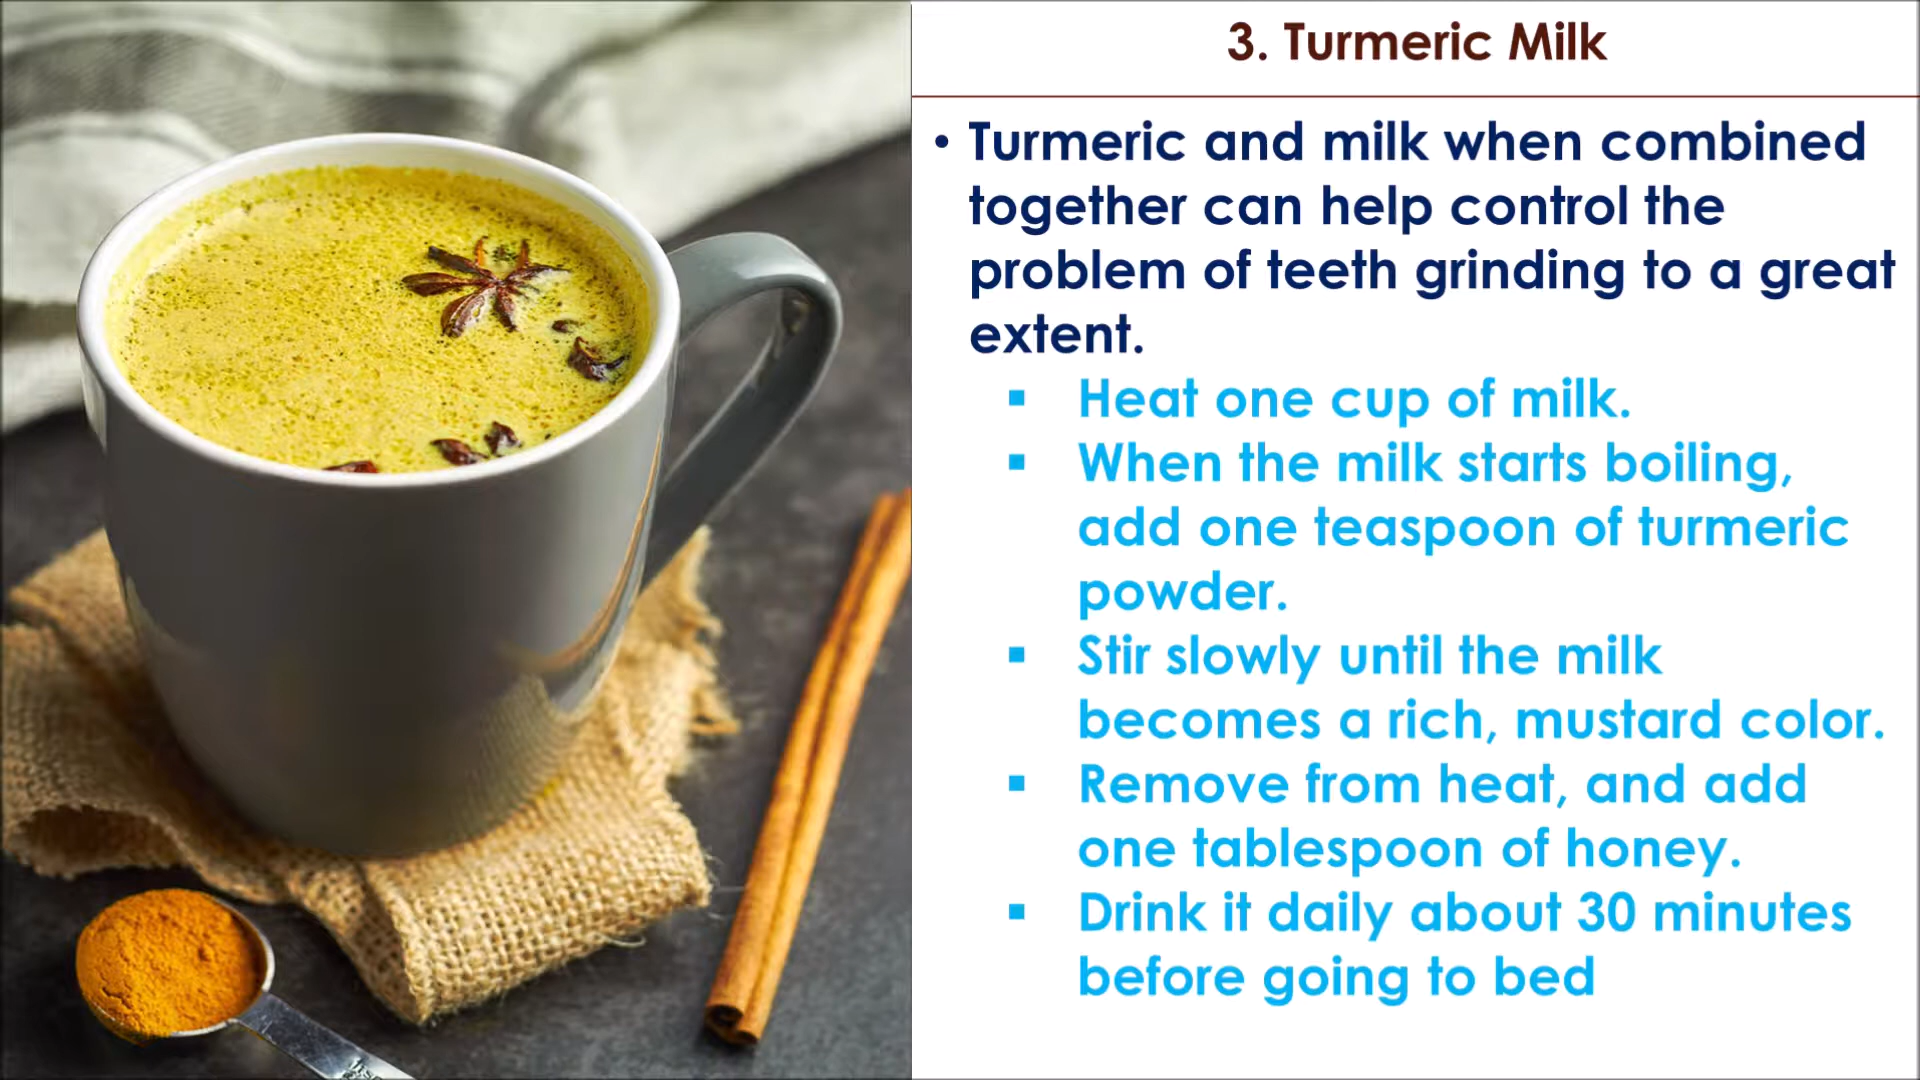 3. Turmeric Milk
• Turmeric and milk when combined
together can help control the
problem of teeth grinding to a great
extent.
▪ Heat one cup of milk.
▪ When the milk starts boiling,
add one teaspoon of turmeric
powder.
▪ Stir slowly until the milk
becomes a rich, mustard color.
▪ Remove from heat, and add
one tablespoon of honey.
▪ Drink it daily about 30 minutes
before going to bed